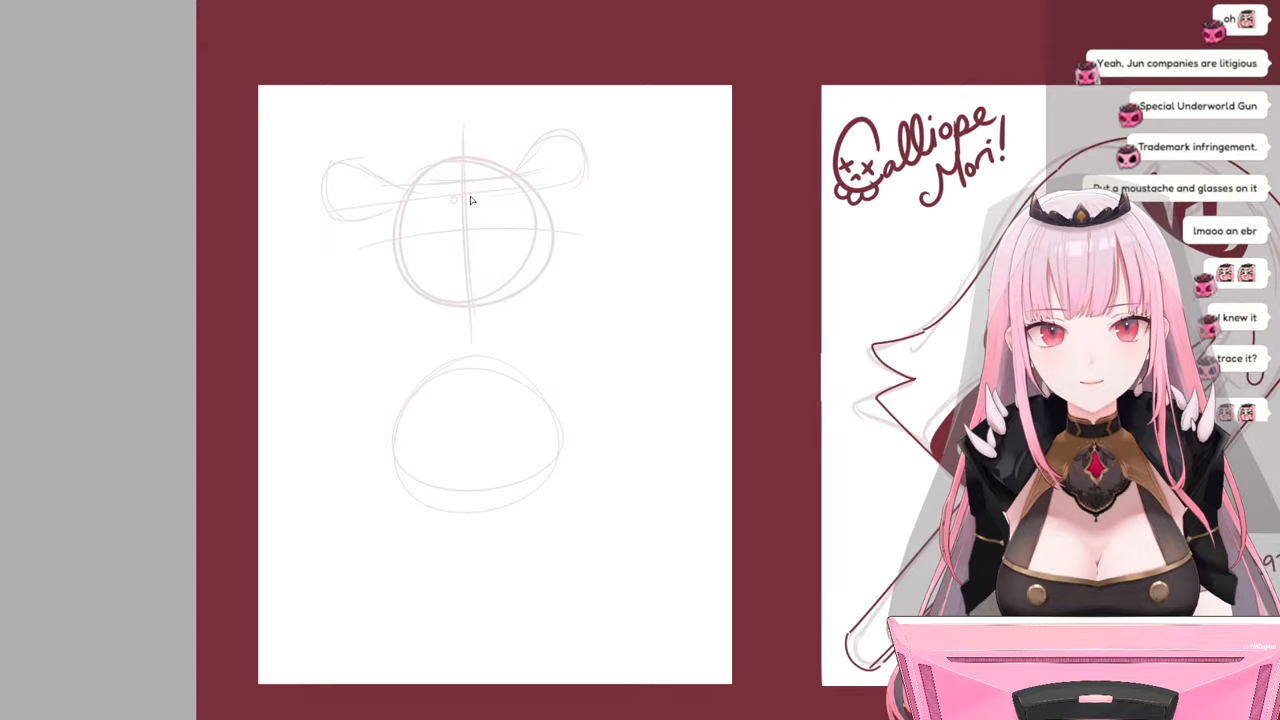 Calliope
Mori!
oh
Yeah, Jun companies are litigious
Special Underworld Gun
Trademark infringement.
Put a moustache and glasses on it
lmaoo an ebr
I knew it
trace it?